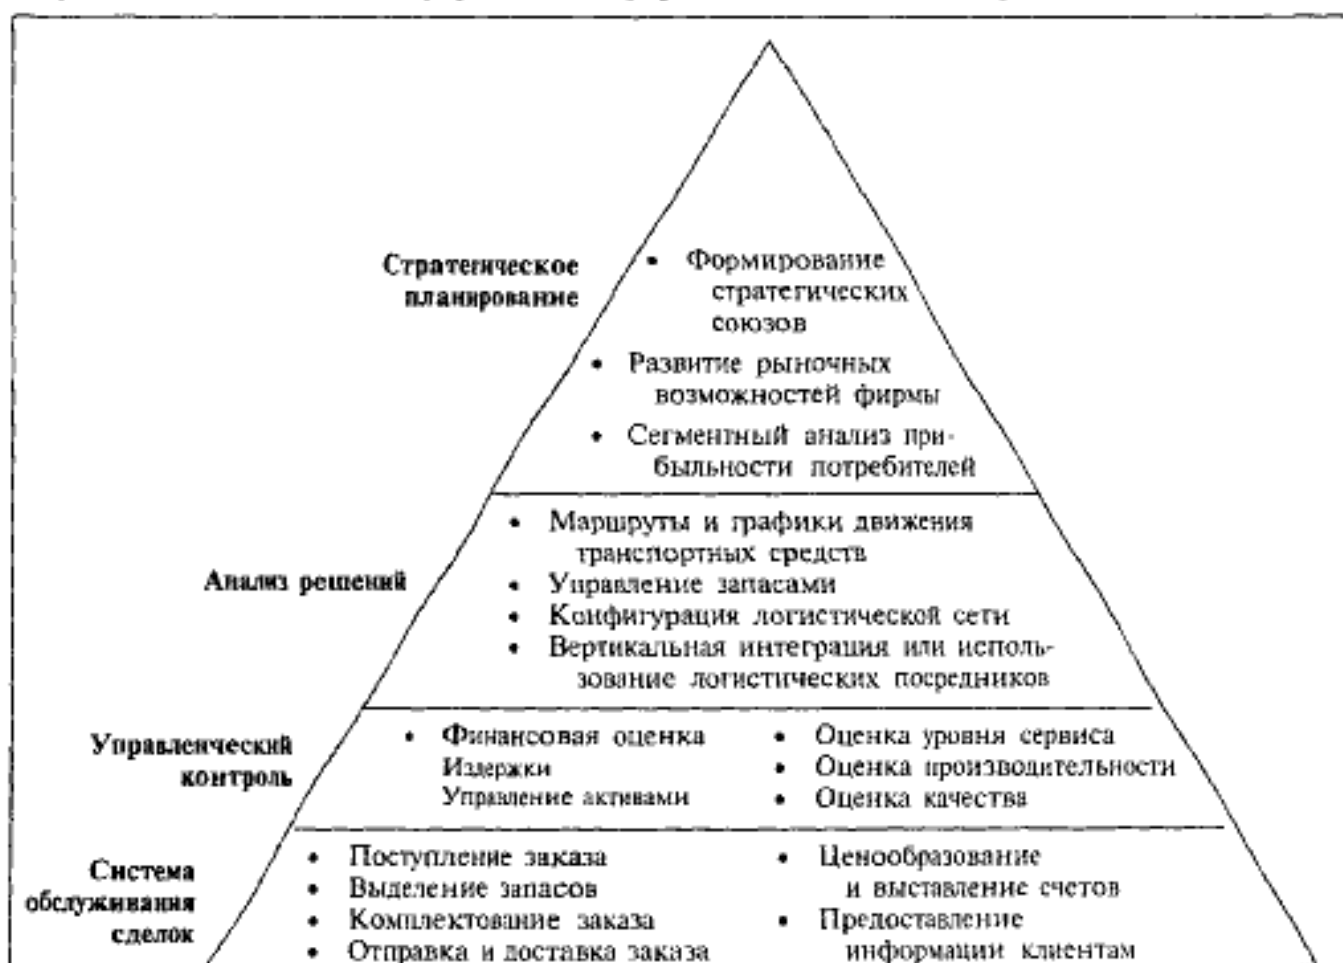 Стратегическое
планирование
• Формирование
стратегических
союзов
• Развитие рыночных
возможностей фирмы
• Сегментный анализ при-
быльности потребителей
Анализ решений
• Маршруты и графики движения
транспортных средств
• Управление запасами
• Конфигурация логистической сети
• Вертикальная интеграция или исполь-
зование логистических посредников
Управленческий
контроль
• Финансовая оценка
Издержки
Управление активами
• Оценка уровня сервиса
• Оценка производительности
• Оценка качества
Система
обслуживания
сделок
• Поступление заказа
• Выделение запасов
• Комплектование заказа
• Отправка и доставка заказа
• Ценообразование
и выставление счетов
• Предоставление
информации клиентам